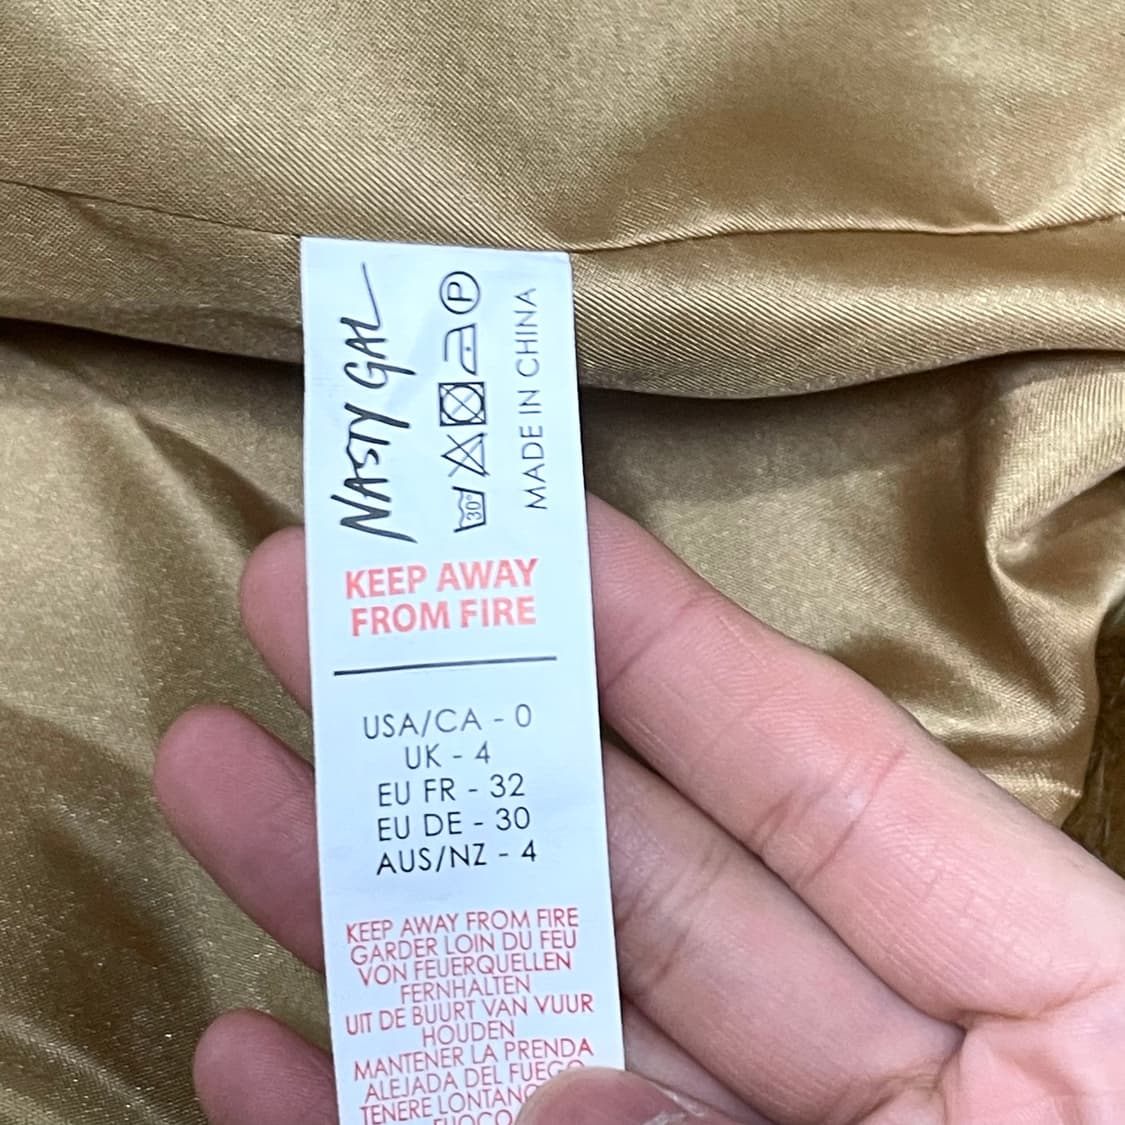 NASTY GAL
30°
P
MADE IN CHINA
KEEP AWAY
FROM FIRE
USA/CA - 0
UK - 4
EU FR - 32
EU DE - 30
AUS/NZ - 4
KEEP AWAY FROM FIRE
GARDER LOIN DU FEU
VON FEUERQUELLEN
FERNHALTEN
UIT DE BUURT VAN VUUR
HOUDEN
MANTENER LA PRENDA
ALEJADA DEL FUEGO
TENERE